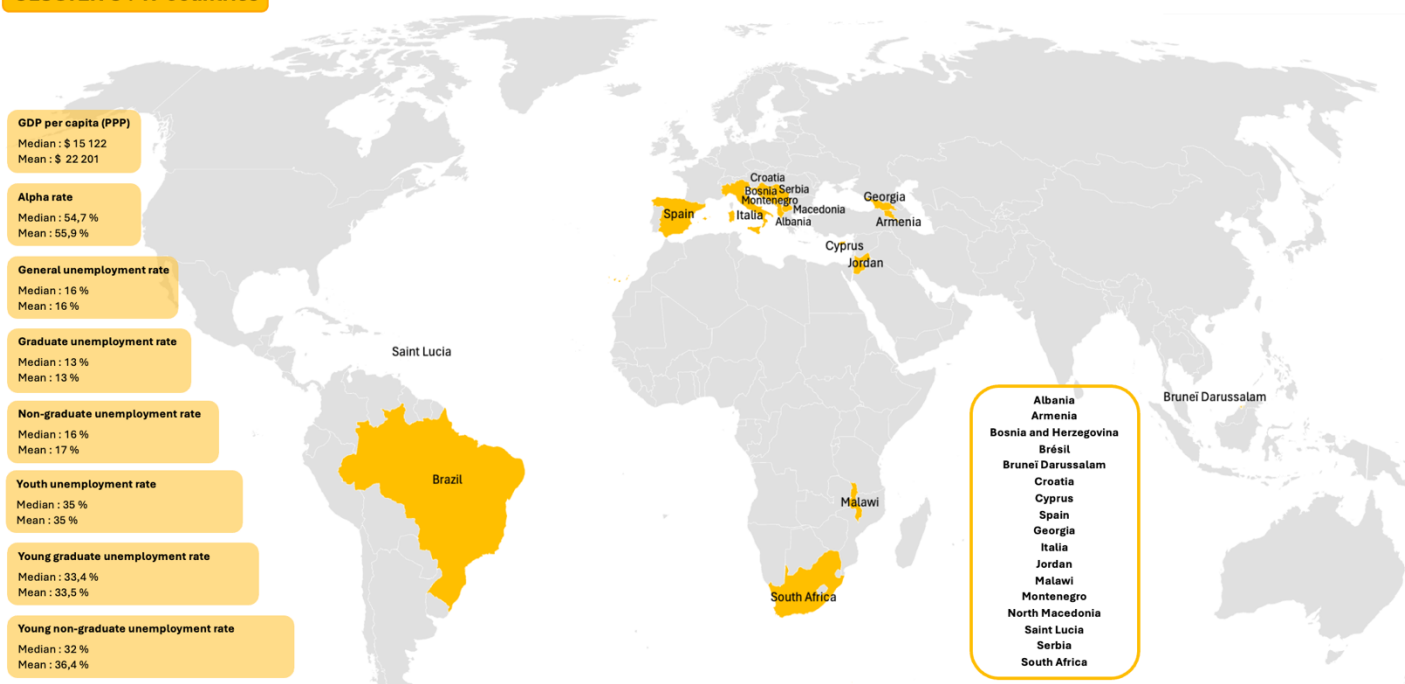 GDP per capita (PPP)
Median : $ 15 122
Mean : $  22 201
Alpha rate
Median : 54,7 %
Mean : 55,9 %
General unemployment rate
Median : 16 %
Mean : 16 %
Graduate unemployment rate
Median : 13 %
Mean : 13 %
Non-graduate unemployment rate
Median : 16 %
Mean : 17 %
Youth unemployment rate
Median : 35 %
Mean : 35 %
Young graduate unemployment rate
Median : 33,4 %
Mean : 33,5 %
Young non-graduate unemployment rate
Median : 32 %
Mean : 36,4 %
Croatia
Bosnia
Serbia
Montenegro
Spain
Italia
Macedonia
Albania
Georgia
Armenia
Cyprus
Jordan
Saint Lucia
Brazil
Malawi
South Africa
Bruneï Darussalam
Albania
Armenia
Bosnia and Herzegovina
Brésil
Bruneï Darussalam
Croatia
Cyprus
Spain
Georgia
Italia
Jordan
Malawi
Montenegro
North Macedonia
Saint Lucia
Serbia
South Africa